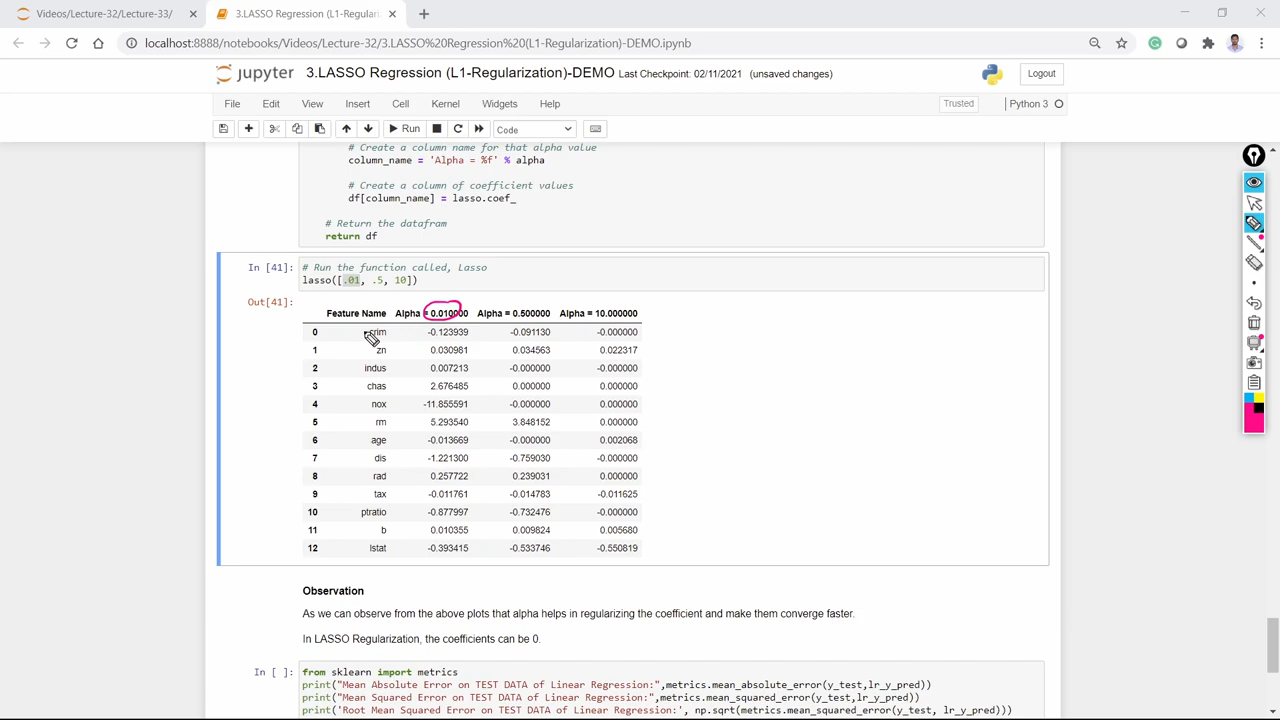 Videos/Lecture-32/Lecture-33/
3.LASSO Regression (L1-Regular
localhost:8888/notebooks/Videos/Lecture-32/3.LASSO%20Regression%20(L1-Regularization)-DEMO.ipynb
jupyter 3.LASSO Regression (L1-Regularization)-DEMO Last Checkpoint: 02/11/2021 (unsaved changes)
Logout
File Edit View Insert Cell Kernel Widgets Help
Trusted Python 3
Run Code
# Create a column name for that alpha value
column_name = 'Alpha = %f' % alpha
# Create a column of coefficient values
df[column_name] = lasso.coef_
# Return the datafram
return df
In [41]: # Run the function called, Lasso
lasso([.01, .5, 10])
Out[41]:
Feature Name Alpha = 0.010000 Alpha = 0.500000 Alpha = 10.000000
0 crim -0.123939 -0.091130 -0.000000
1 zn 0.030981 0.034563 0.022317
2 indus 0.007213 -0.000000 -0.000000
3 chas 2.676485 0.000000 0.000000
4 nox -11.855591 -0.000000 0.000000
5 rm 5.293540 3.848152 0.000000
6 age -0.013669 -0.000000 0.002068
7 dis -1.221300 -0.759030 -0.000000
8 rad 0.257722 0.239031 0.000000
9 tax -0.011761 -0.014783 -0.011625
10 ptratio -0.877997 -0.732476 -0.000000
11 b 0.010355 0.009824 0.005680
12 lstat -0.393415 -0.533746 -0.550819
Observation
As we can observe from the above plots that alpha helps in regularizing the coefficient and make them converge faster.
In LASSO Regularization, the coefficients can be 0.
In [ ]: from sklearn import metrics
print("Mean Absolute Error on TEST DATA of Linear Regression:",metrics.mean_absolute_error(y_test,lr_y_pred))
print("Mean Squared Error on TEST DATA of Linear Regression:",metrics.mean_squared_error(y_test,lr_y_pred))
print('Root Mean Squared Error on TEST DATA of Linear Regression:', np.sqrt(metrics.mean_squared_error(y_test, lr_y_pred)))